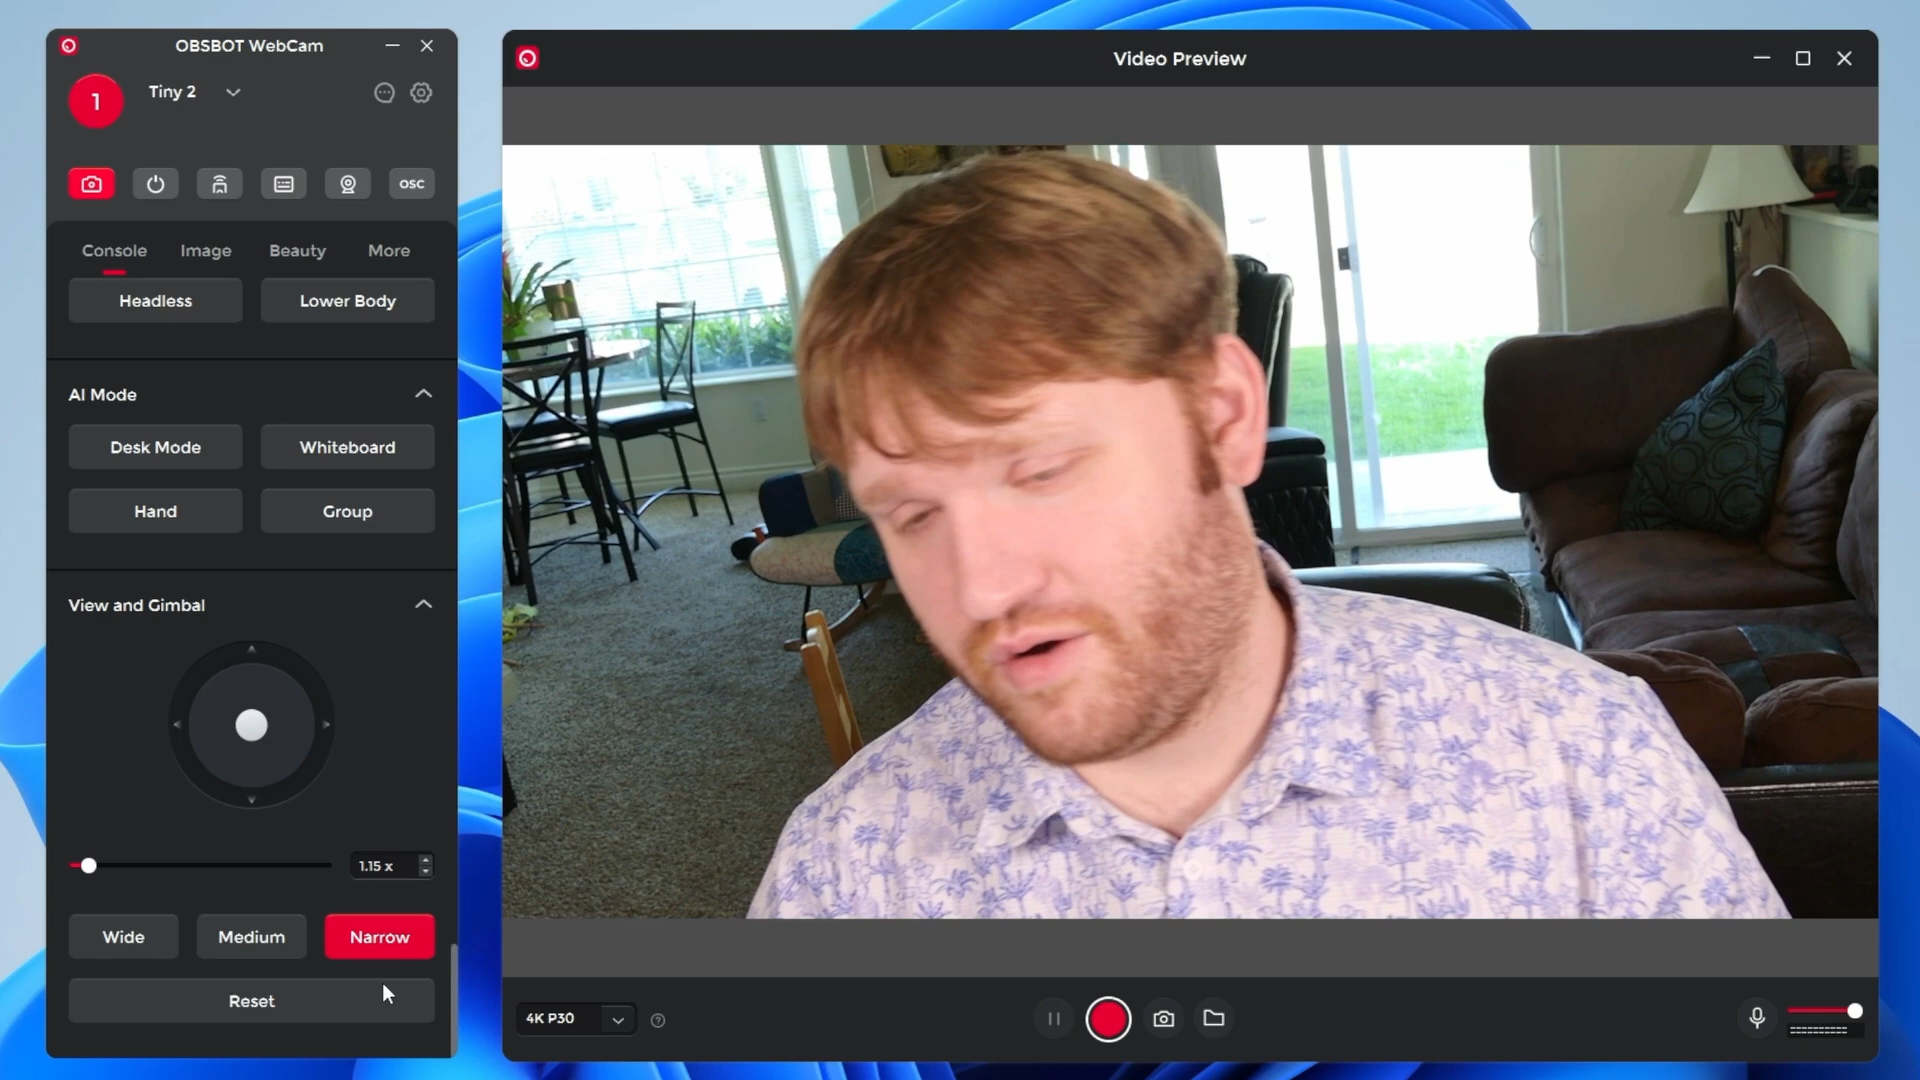 OBSBOT WebCam
1
Tiny 2
OSC
Console Image Beauty More
Headless Lower Body
AI Mode
Desk Mode Whiteboard
Hand Group
View and Gimbal
1.15 x
Wide Medium Narrow
Reset
Video Preview
4K P30